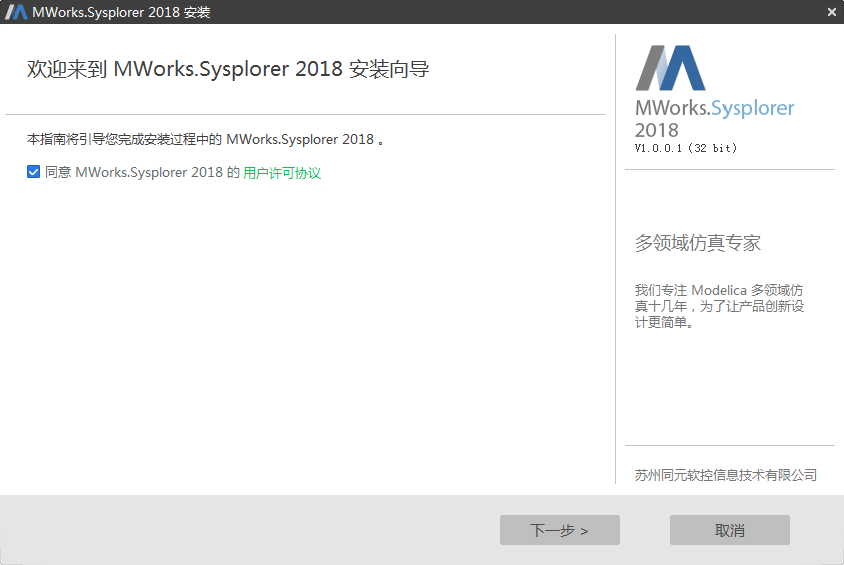 MWorks.Sysplorer 2018 安装
欢迎来到 MWorks.Sysplorer 2018 安装向导
本指南将引导您完成安装过程中的 MWorks.Sysplorer 2018 。
同意 MWorks.Sysplorer 2018 的 用户许可协议
MWorks.Sysplorer
2018
V1.0.0.1 (32 bit)
多领域仿真专家
我们专注 Modelica 多领域仿
真十几年，为了让产品创新设
计更简单。
苏州同元软控信息技术有限公司
下一步 >
取消